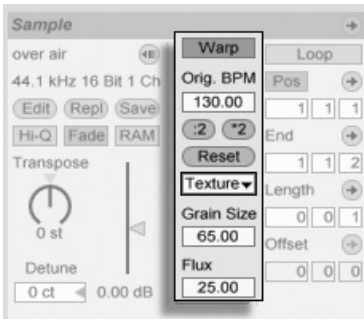 Sample
over air
44.1 kHz 16 Bit 1 Ch
Edit Repl Save
Hi-Q Fade RAM
Transpose
0 st
Detune
0 ct 0.00 dB
Warp
Orig. BPM
130.00
:2 *2
Reset
Texture
Grain Size
65.00
Flux
25.00
Loop
Pos
1 1 1
End
1 1 2
Length
0 0 1
Offset
0 0 0